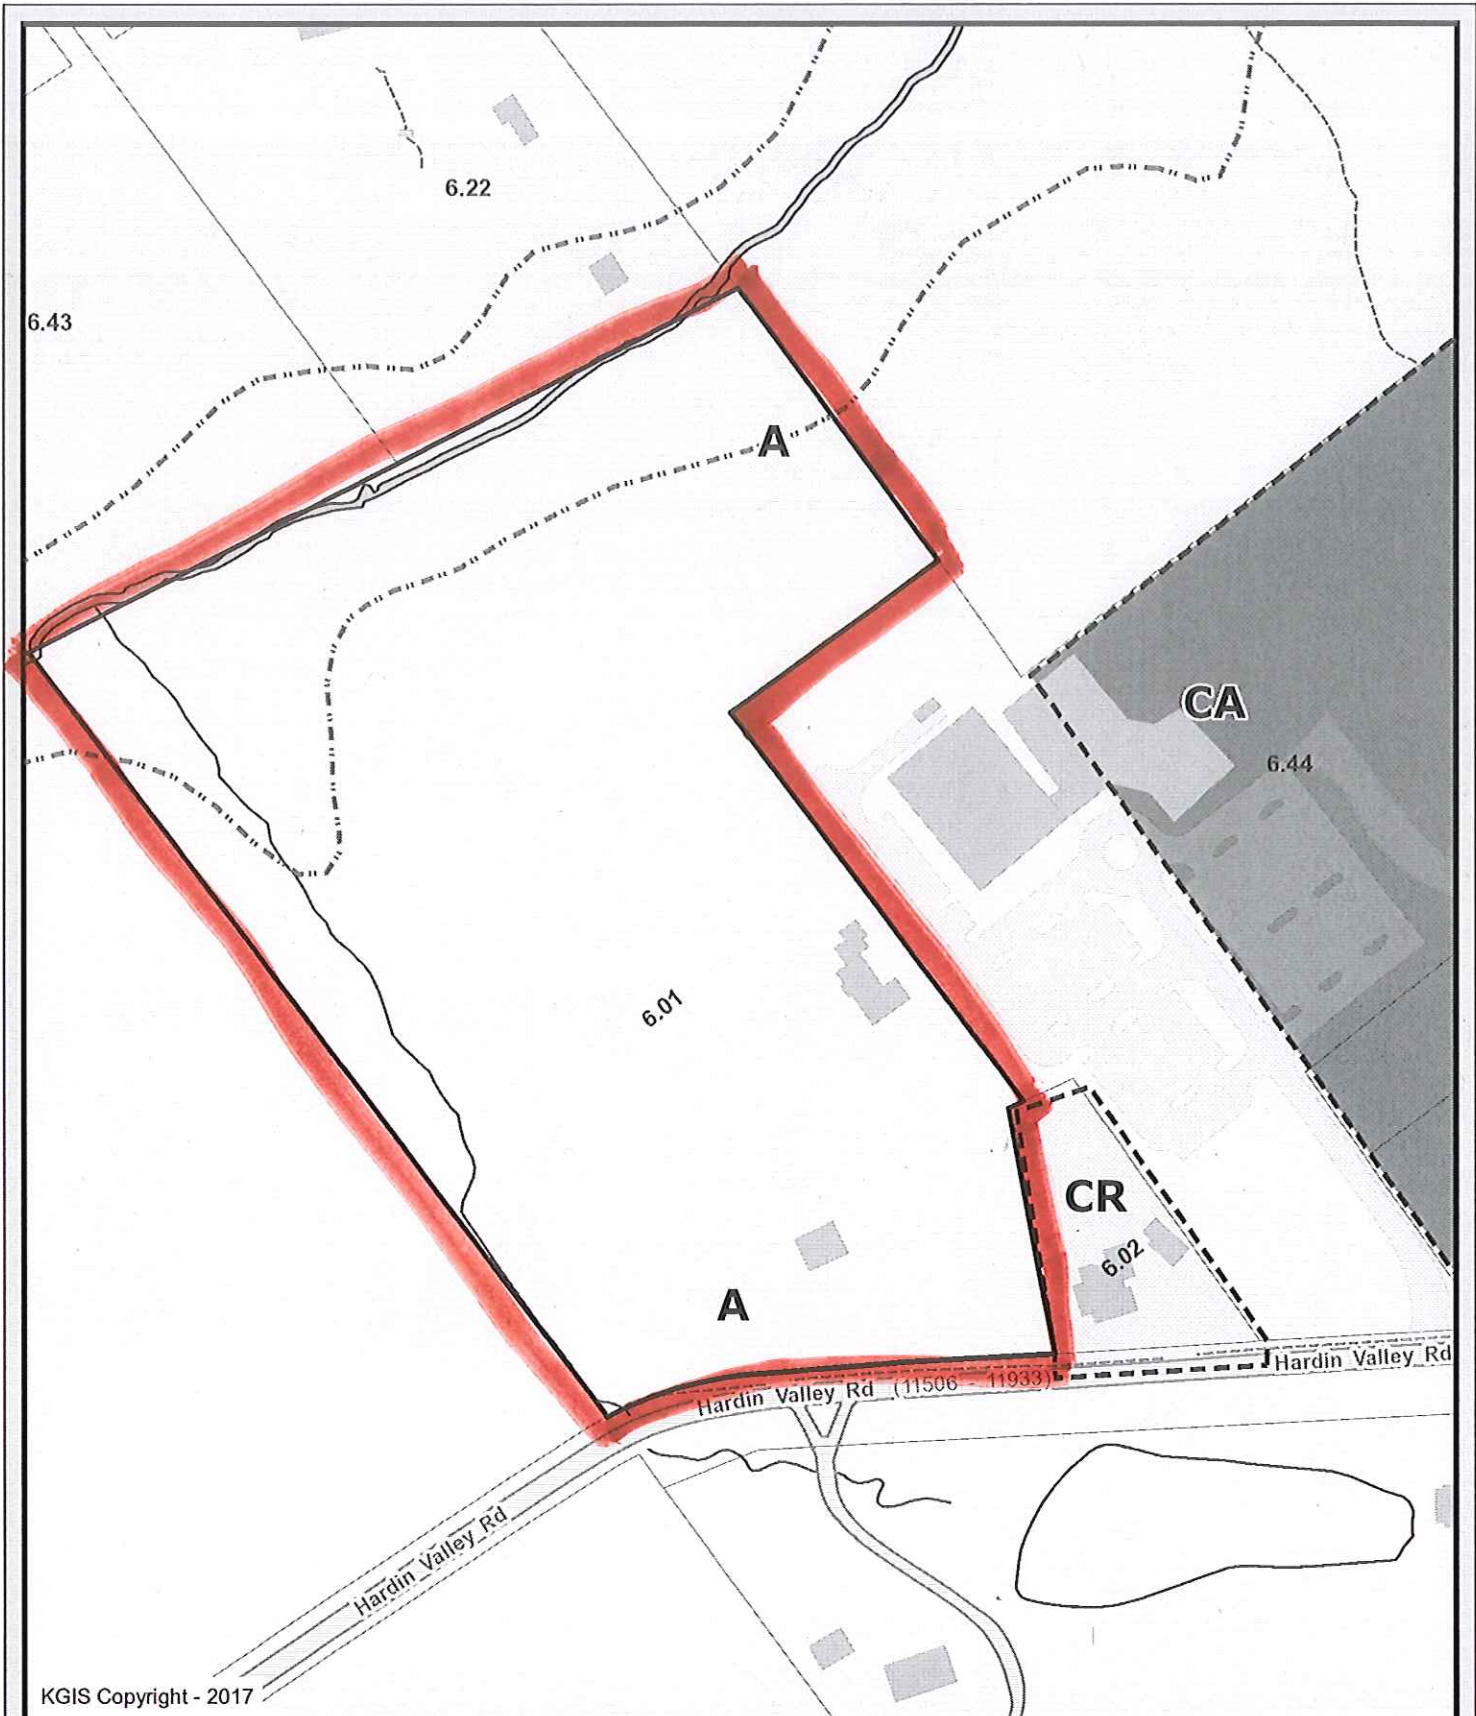 6.22
6.43
A
CA
6.44
6.01
CR
6.02
A
Hardin Valley Rd
Hardin Valley Rd (11506 - 11933)
Hardin Valley Rd
KGIS Copyright - 2017